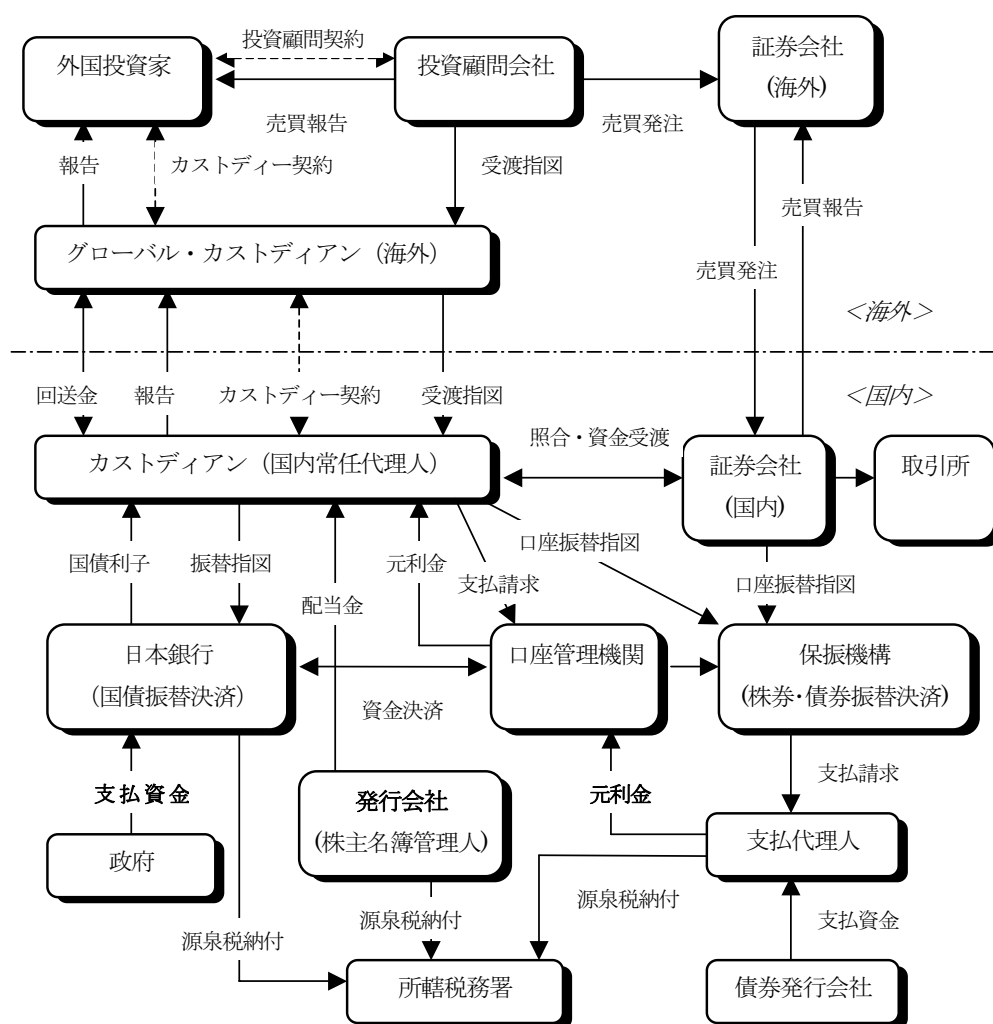 投資顧問契約
外国投資家
投資顧問会社
証券会社
(海外)
売買報告
売買発注
報告
カストディー契約
受渡指図
売買報告
グローバル・カストディアン (海外)
売買発注
＜海外＞
回送金
報告
カストディー契約
受渡指図
＜国内＞
照合・資金受渡
カストディアン (国内常任代理人)
証券会社
(国内)
取引所
国債利子
振替指図
元利金
口座振替指図
支払請求
口座振替指図
配当金
日本銀行
(国債振替決済)
口座管理機関
保振機構
(株券・債券振替決済)
資金決済
支払資金
発行会社
(株主名簿管理人)
元利金
支払請求
政府
支払代理人
源泉税納付
源泉税納付
源泉税納付
支払資金
所轄税務署
債券発行会社